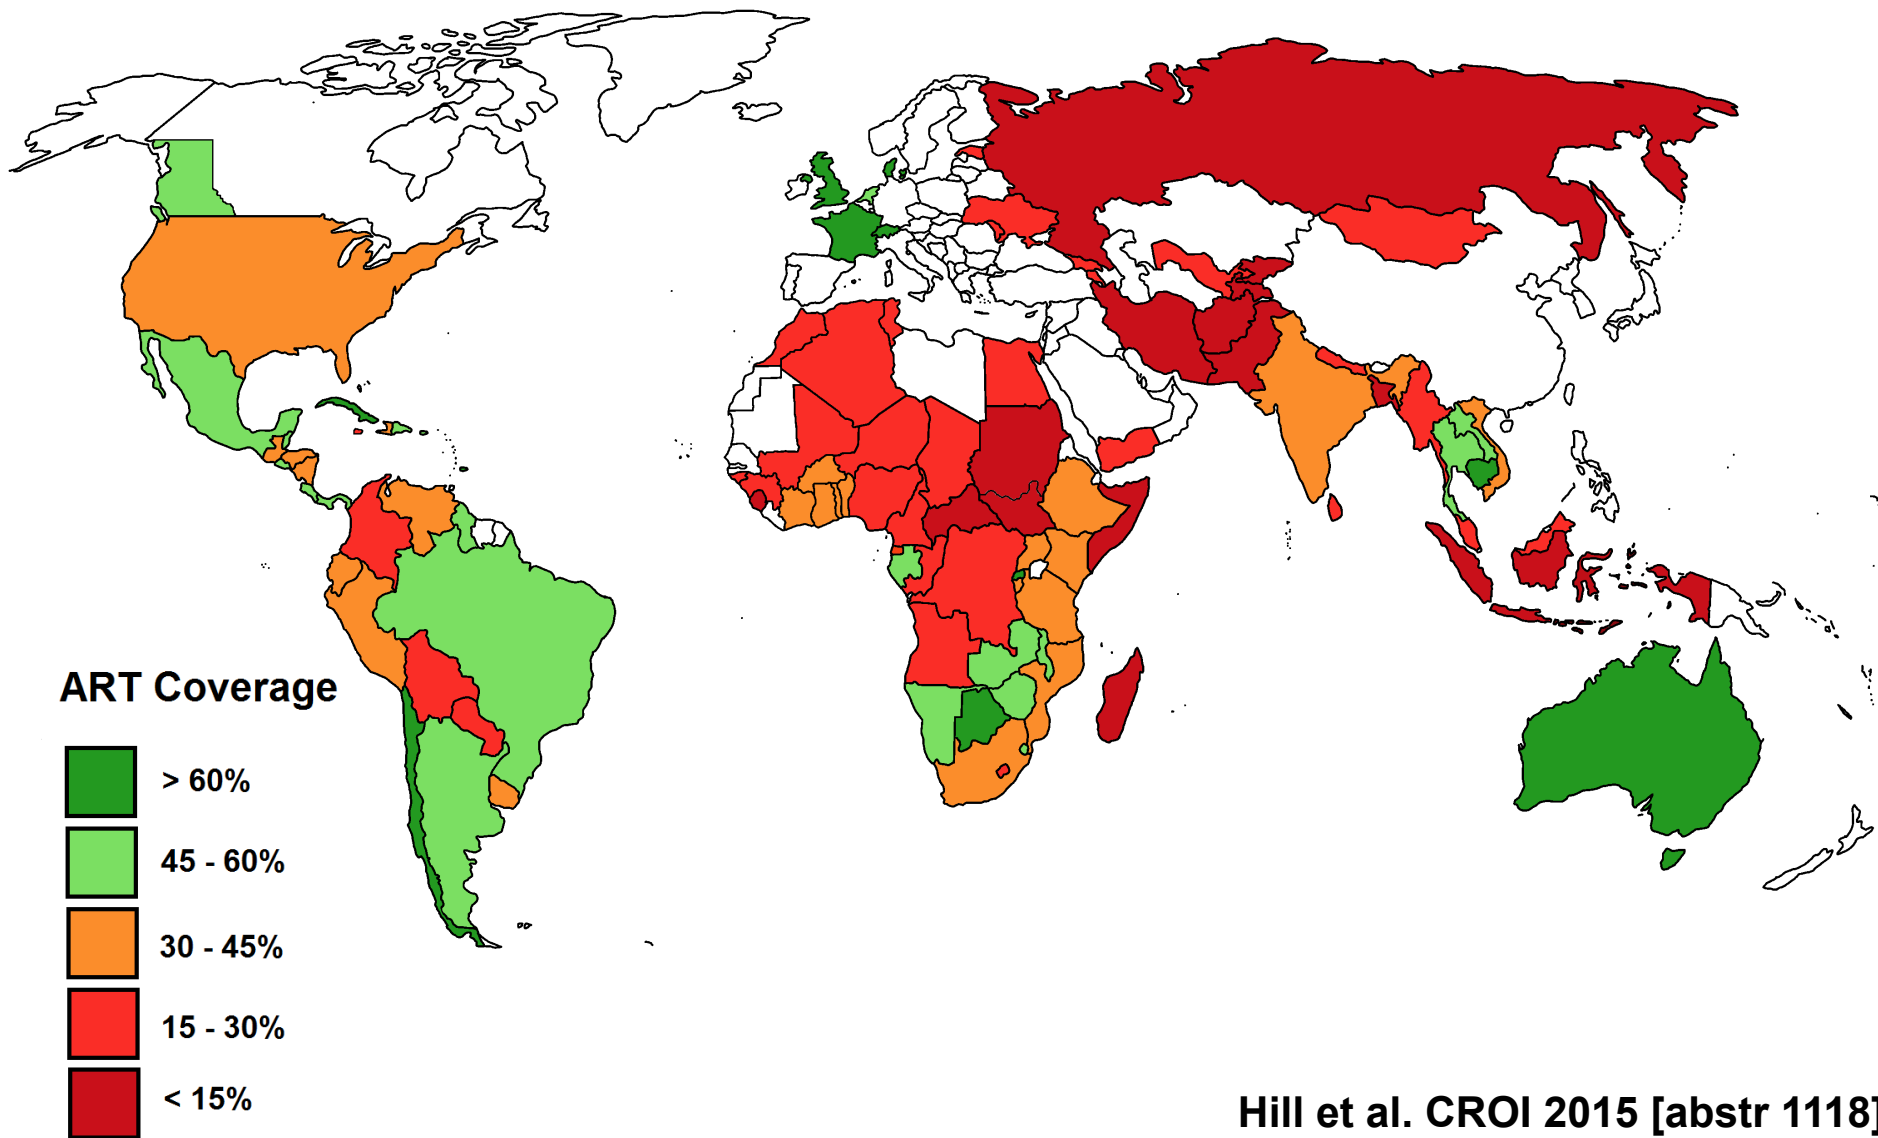 ART Coverage
> 60%
45 - 60%
30 - 45%
15 - 30%
< 15%
Hill et al. CROI 2015 [abstr 1118]